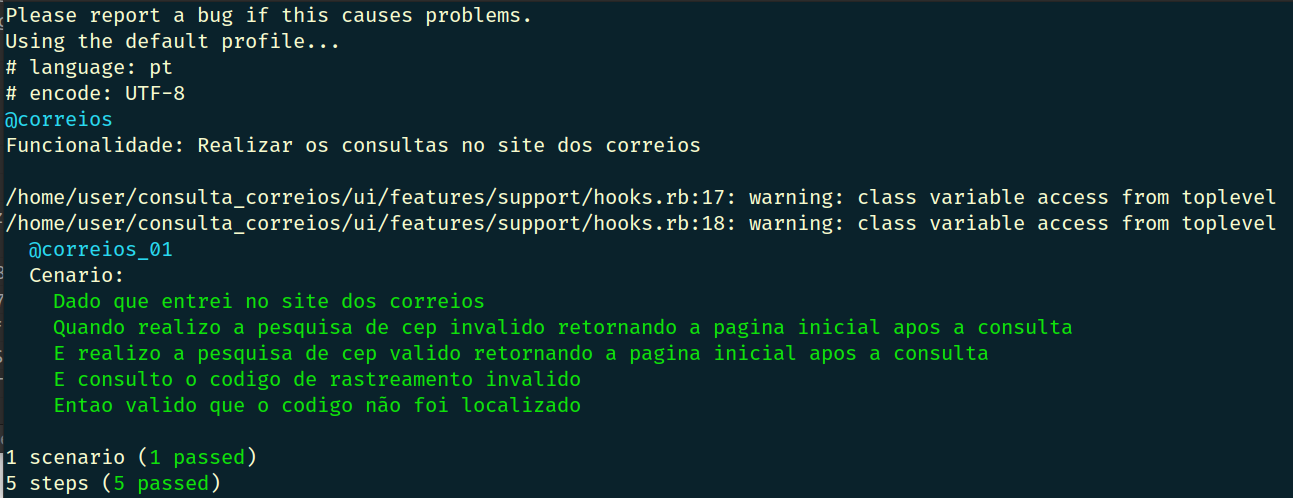 Please report a bug if this causes problems.
Using the default profile...
# language: pt
# encode: UTF-8
@correios
Funcionalidade: Realizar os consultas no site dos correios
/home/user/consulta_correios/ui/features/support/hooks.rb:17: warning: class variable access from toplevel
/home/user/consulta_correios/ui/features/support/hooks.rb:18: warning: class variable access from toplevel
@correios_01
Cenario:
Dado que entrei no site dos correios
Quando realizo a pesquisa de cep invalido retornando a pagina inicial apos a consulta
E realizo a pesquisa de cep valido retornando a pagina inicial apos a consulta
E consulto o codigo de rastreamento invalido
Entao valido que o codigo não foi localizado
1 scenario (1 passed)
5 steps (5 passed)